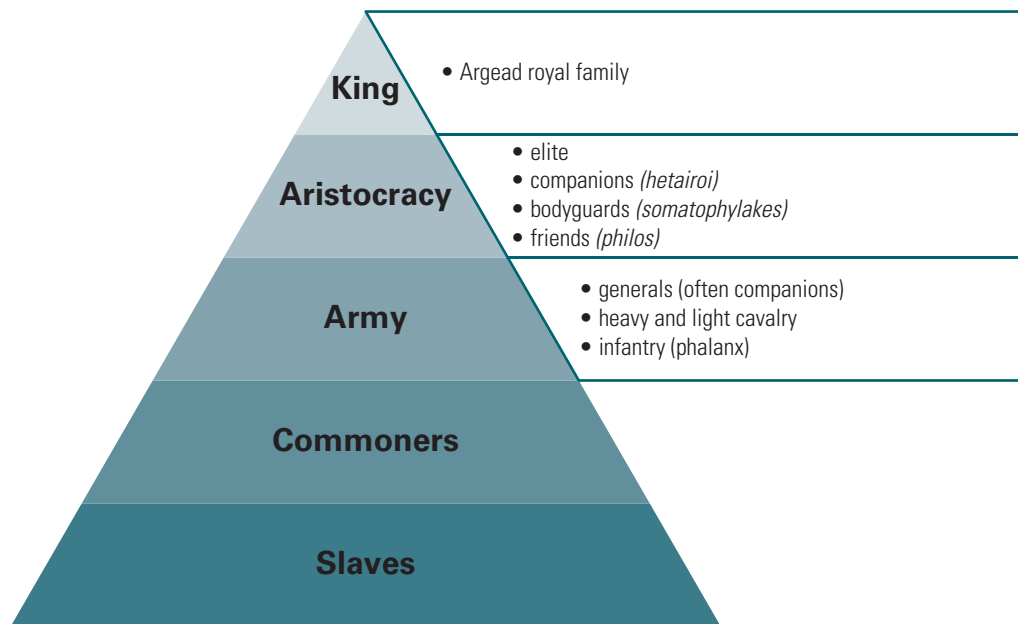 King
• Argead royal family
Aristocracy
• elite
• companions (hetairoi)
• bodyguards (somatophylakes)
• friends (philos)
Army
• generals (often companions)
• heavy and light cavalry
• infantry (phalanx)
Commoners
Slaves